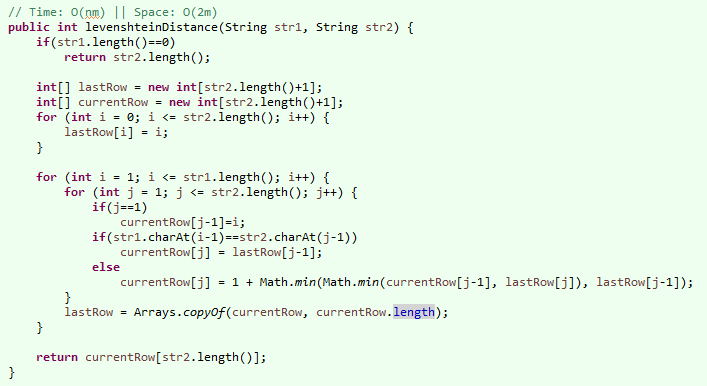 // Time: O(nm) || Space: O(2m)
public int levenshteinDistance(String str1, String str2) {
    if(str1.length()==0)
        return str2.length();

    int[] lastRow = new int[str2.length()+1];
    int[] currentRow = new int[str2.length()+1];
    for (int i = 0; i <= str2.length(); i++) {
        lastRow[i] = i;
    }

    for (int i = 1; i <= str1.length(); i++) {
        for (int j = 1; j <= str2.length(); j++) {
            if(j==1)
                currentRow[j-1]=i;
            if(str1.charAt(i-1)==str2.charAt(j-1))
                currentRow[j] = lastRow[j-1];
            else
                currentRow[j] = 1 + Math.min(Math.min(currentRow[j-1], lastRow[j]), lastRow[j-1]);
        }
        lastRow = Arrays.copyOf(currentRow, currentRow.length);
    }

    return currentRow[str2.length()];
}